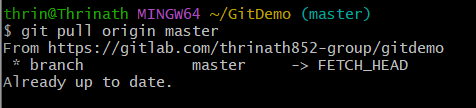 thrin@Thrinath MINGW64 ~/GitDemo (master)
$ git pull origin master
From https://gitlab.com/thrinath852-group/gitdemo
 * branch            master     -> FETCH_HEAD
Already up to date.